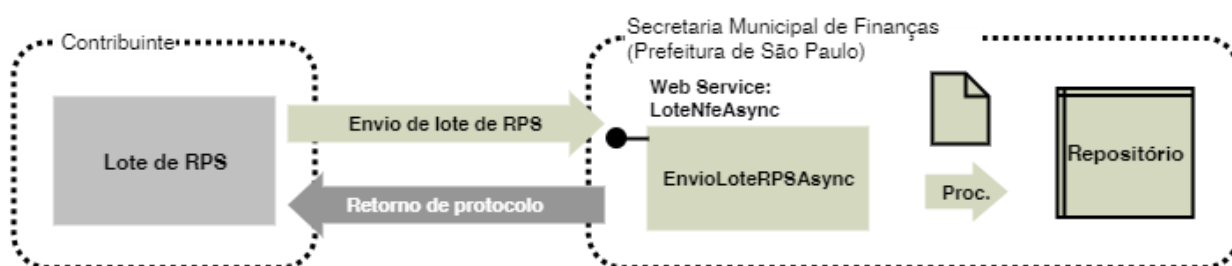 Contribuinte
Secretaria Municipal de Finanças
(Prefeitura de São Paulo)
Lote de RPS
Envio de lote de RPS
Retorno de protocolo
Web Service:
LoteNfeAsync
EnvioLoteRPSAsync
Proc.
Repositório